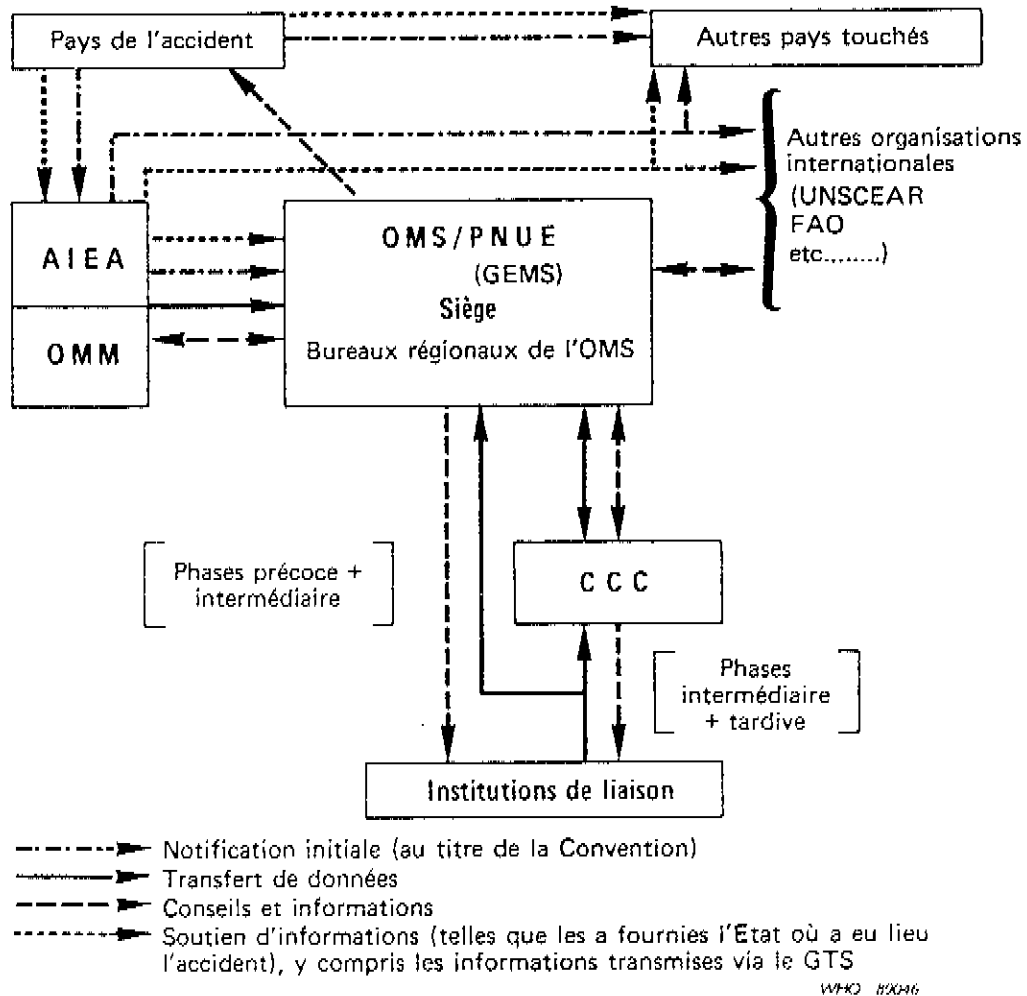 Pays de l'accident
Autres pays touchés
Autres organisations
internationales
(UNSCEAR
FAO
etc........)
AIEA
OMM
OMS/PNUE
(GEMS)
Siège
Bureaux régionaux de l'OMS
Phases précoce +
intermédiaire
CCC
Phases
intermédiaire
+ tardive
Institutions de liaison
Notification initiale (au titre de la Convention)
Transfert de données
Conseils et informations
Soutien d'informations (telles que les a fournies l'Etat où a eu lieu
l'accident), y compris les informations transmises via le GTS
WHO